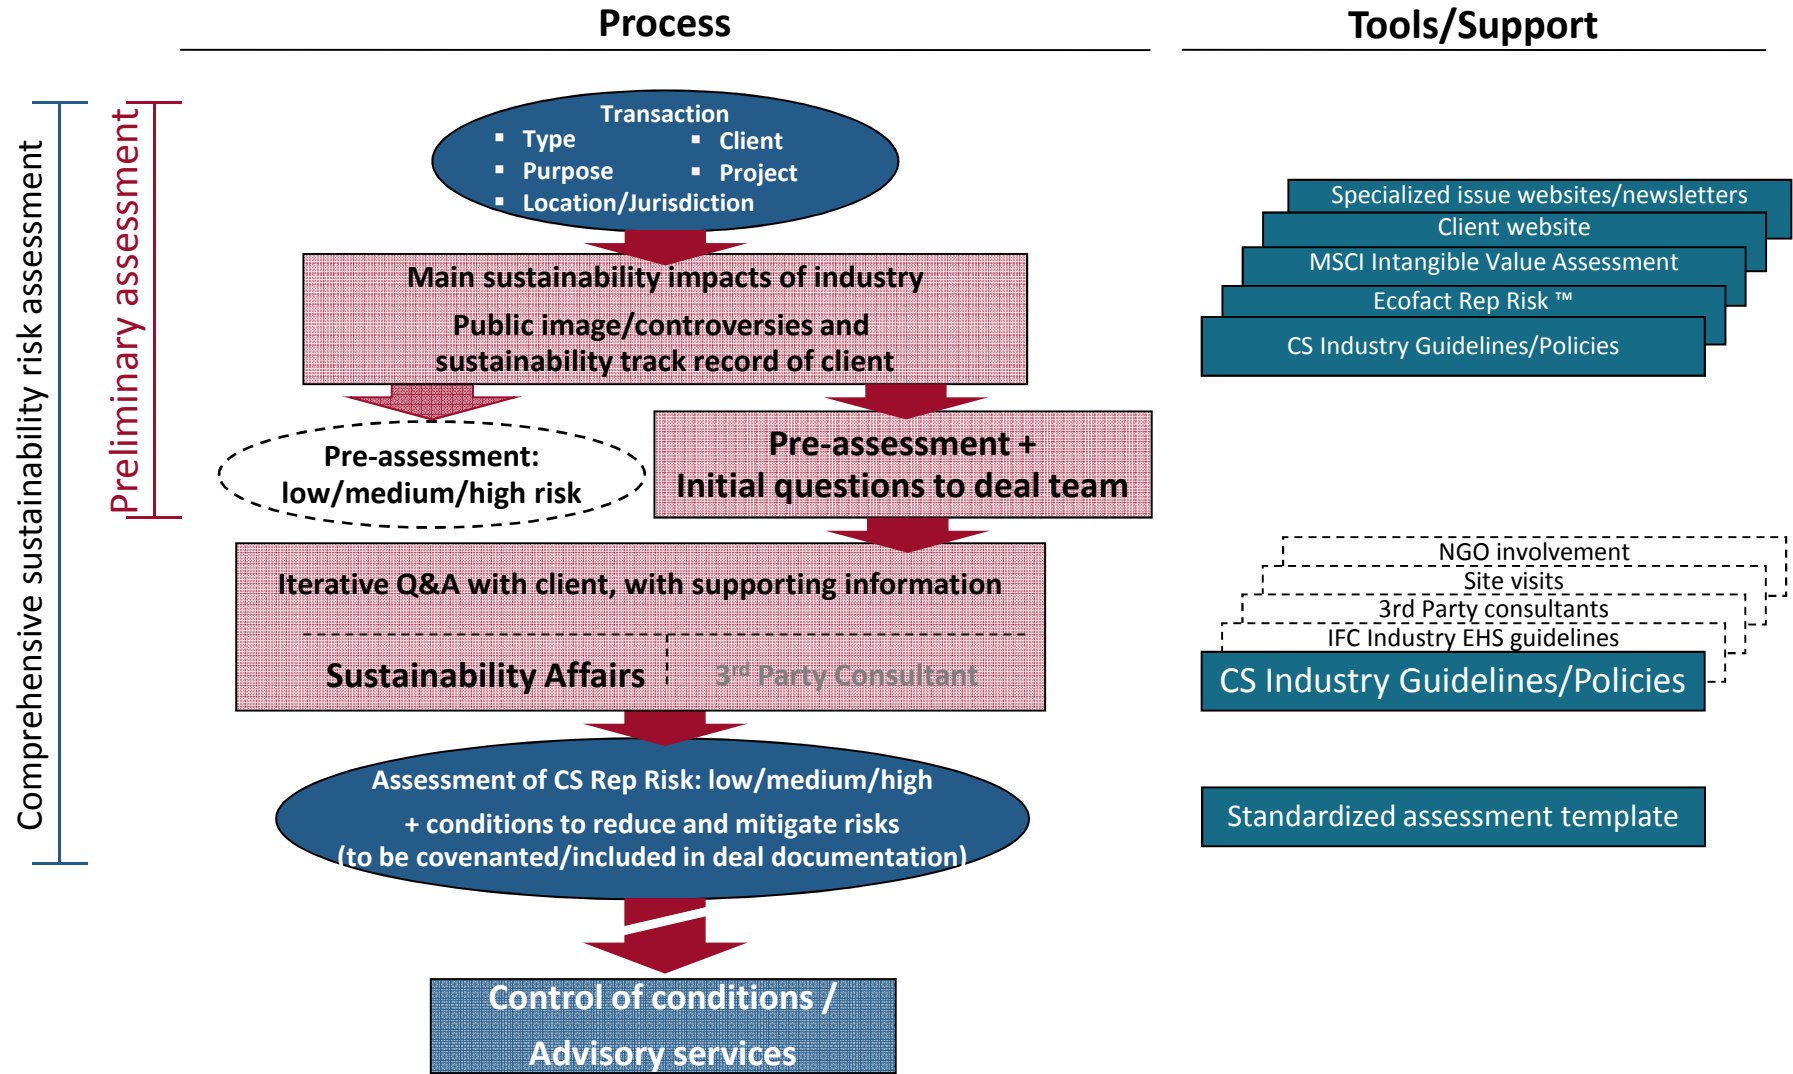 Process
Tools/Support
Comprehensive sustainability risk assessment
Preliminary assessment
Transaction
▪ Type
▪ Client
▪ Purpose
▪ Project
▪ Location/Jurisdiction
Main sustainability impacts of industry
Public image/controversies and
sustainability track record of client
Pre-assessment:
low/medium/high risk
Pre-assessment +
Initial questions to deal team
Iterative Q&A with client, with supporting information
Sustainability Affairs
3rd Party Consultant
Assessment of CS Rep Risk: low/medium/high
+ conditions to reduce and mitigate risks
(to be covenanted/included in deal documentation)
Control of conditions /
Advisory services
Specialized issue websites/newsletters
Client website
MSCI Intangible Value Assessment
Ecofact Rep Risk ™
CS Industry Guidelines/Policies
NGO involvement
Site visits
3rd Party consultants
IFC Industry EHS guidelines
CS Industry Guidelines/Policies
Standardized assessment template